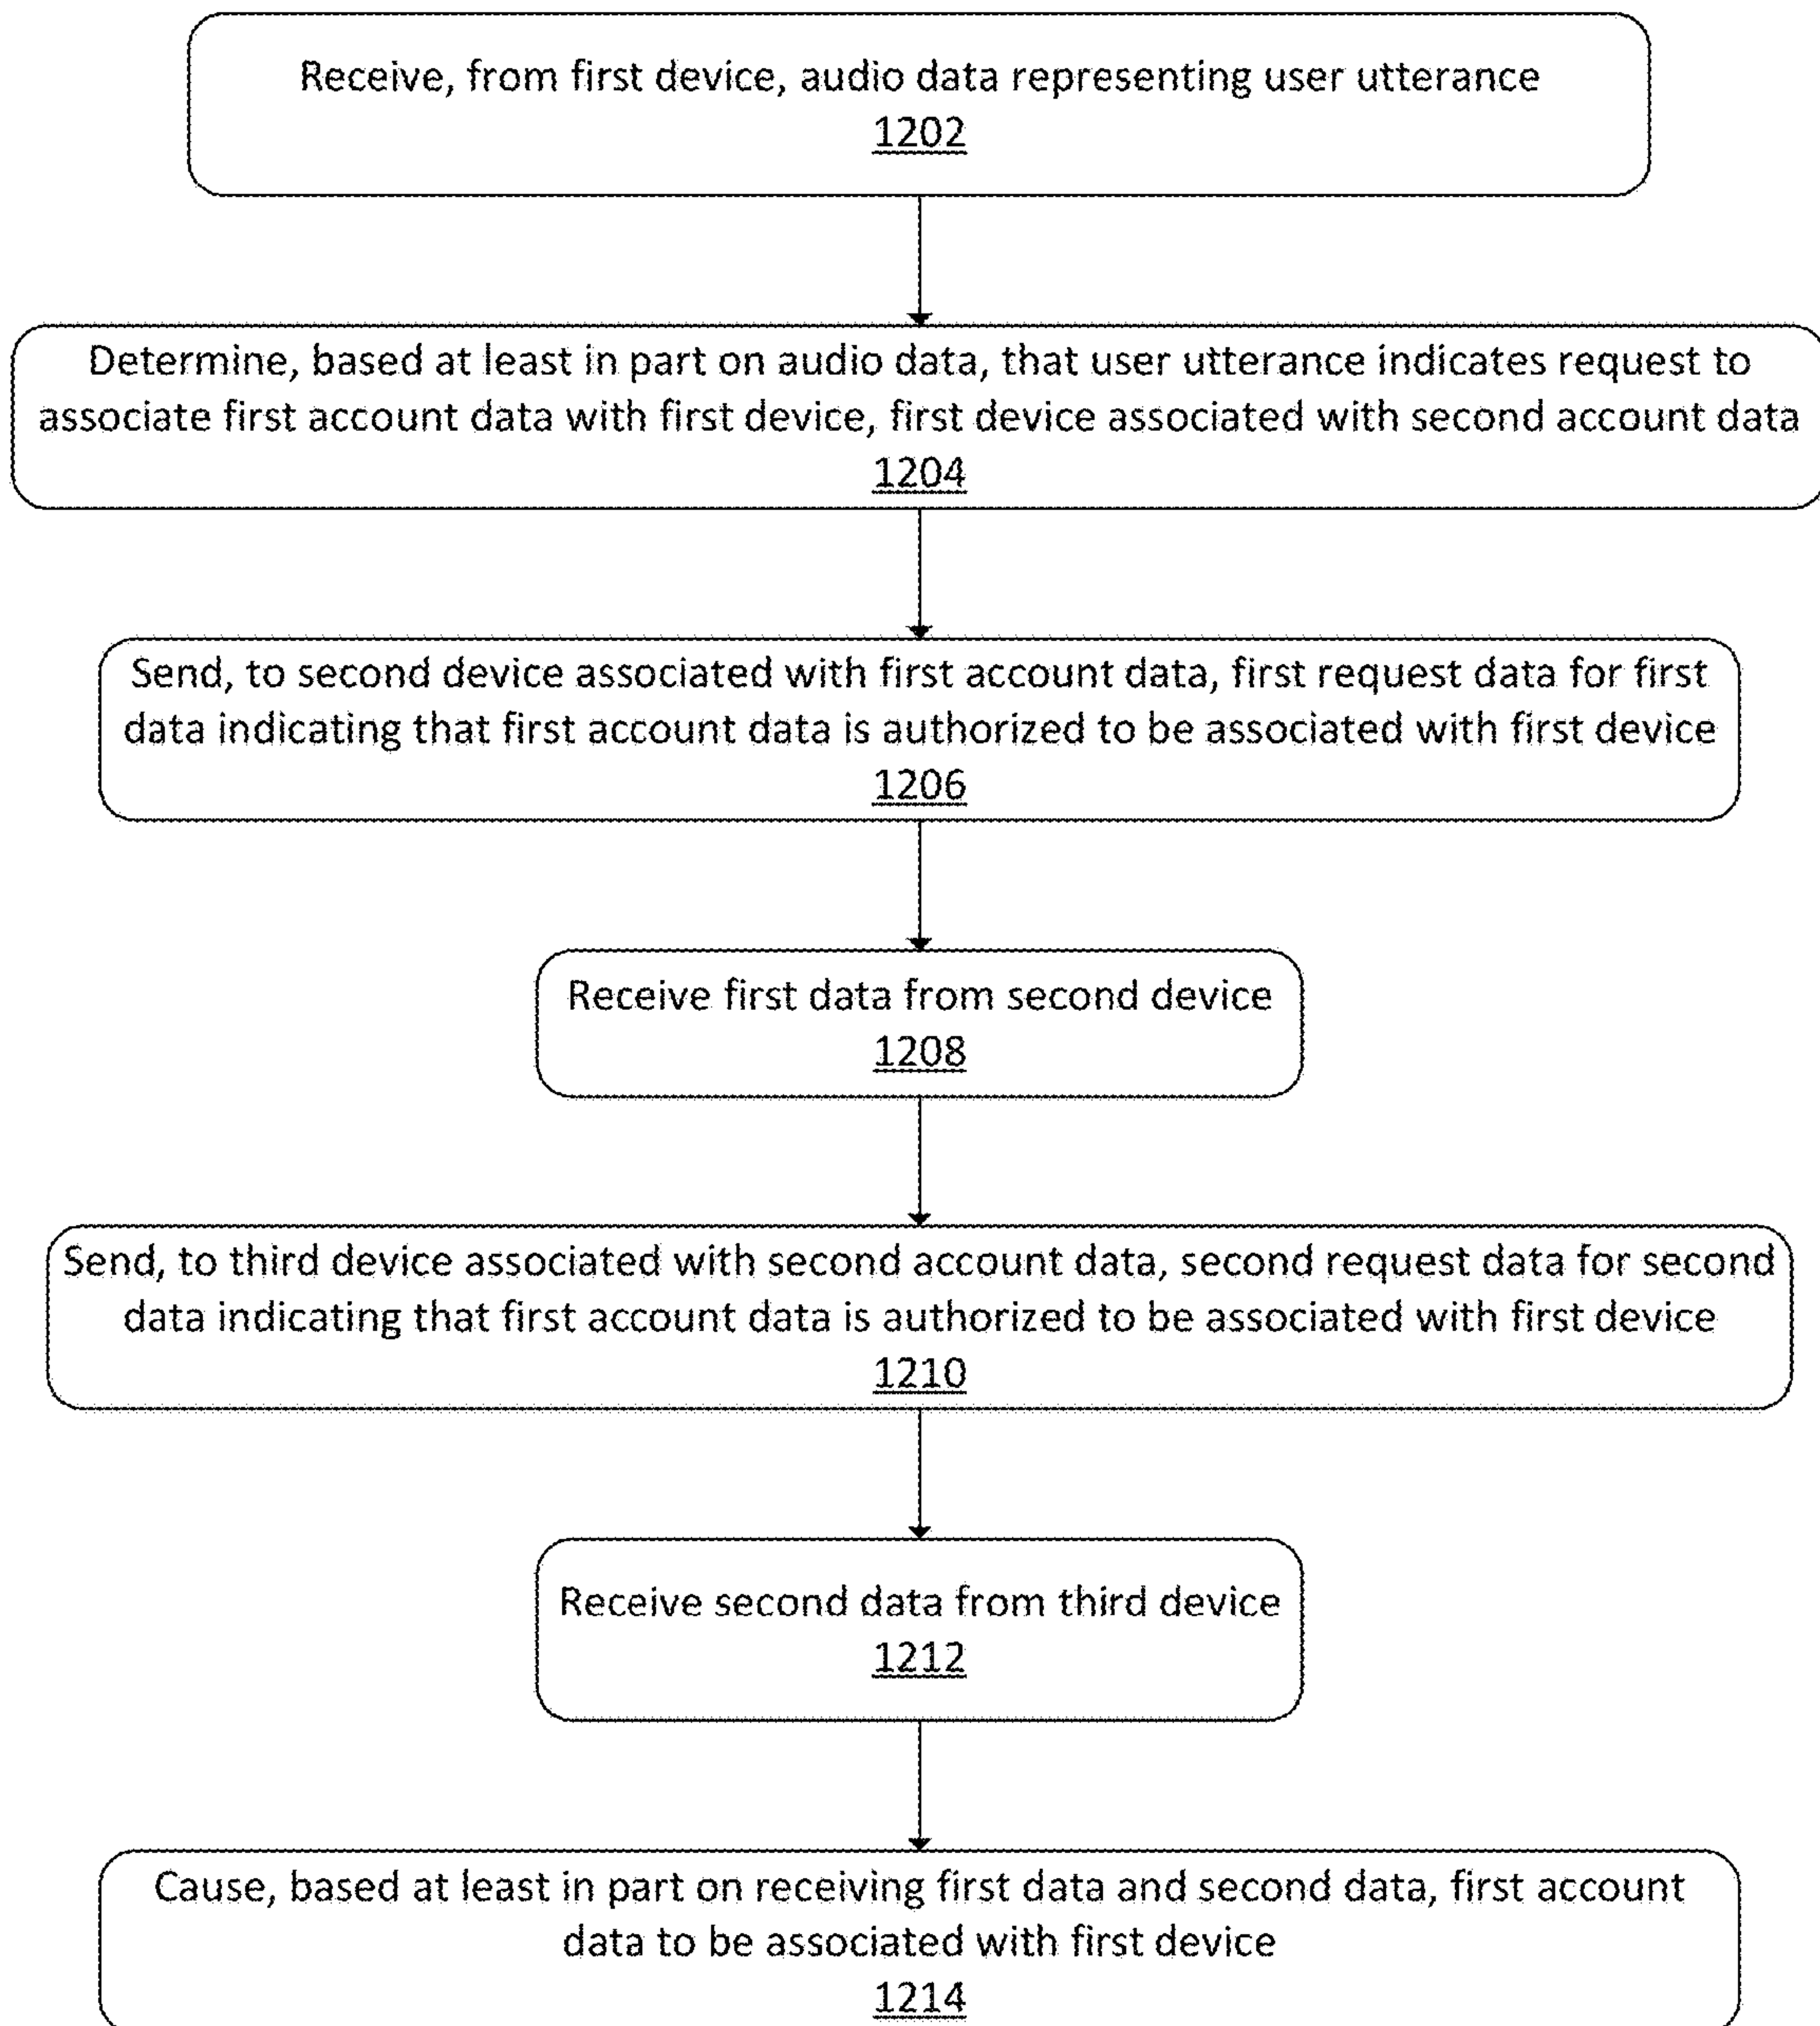 Receive, from first device, audio data representing user utterance
1202
Determine, based at least in part on audio data, that user utterance indicates request to
associate first account data with first device, first device associated with second account data
1204
Send, to second device associated with first account data, first request data for first
data indicating that first account data is authorized to be associated with first device
1206
Receive first data from second device
1208
Send, to third device associated with second account data, second request data for second
data indicating that first account data is authorized to be associated with first device
1210
Receive second data from third device
1212
Cause, based at least in part on receiving first data and second data, first account
data to be associated with first device
1214